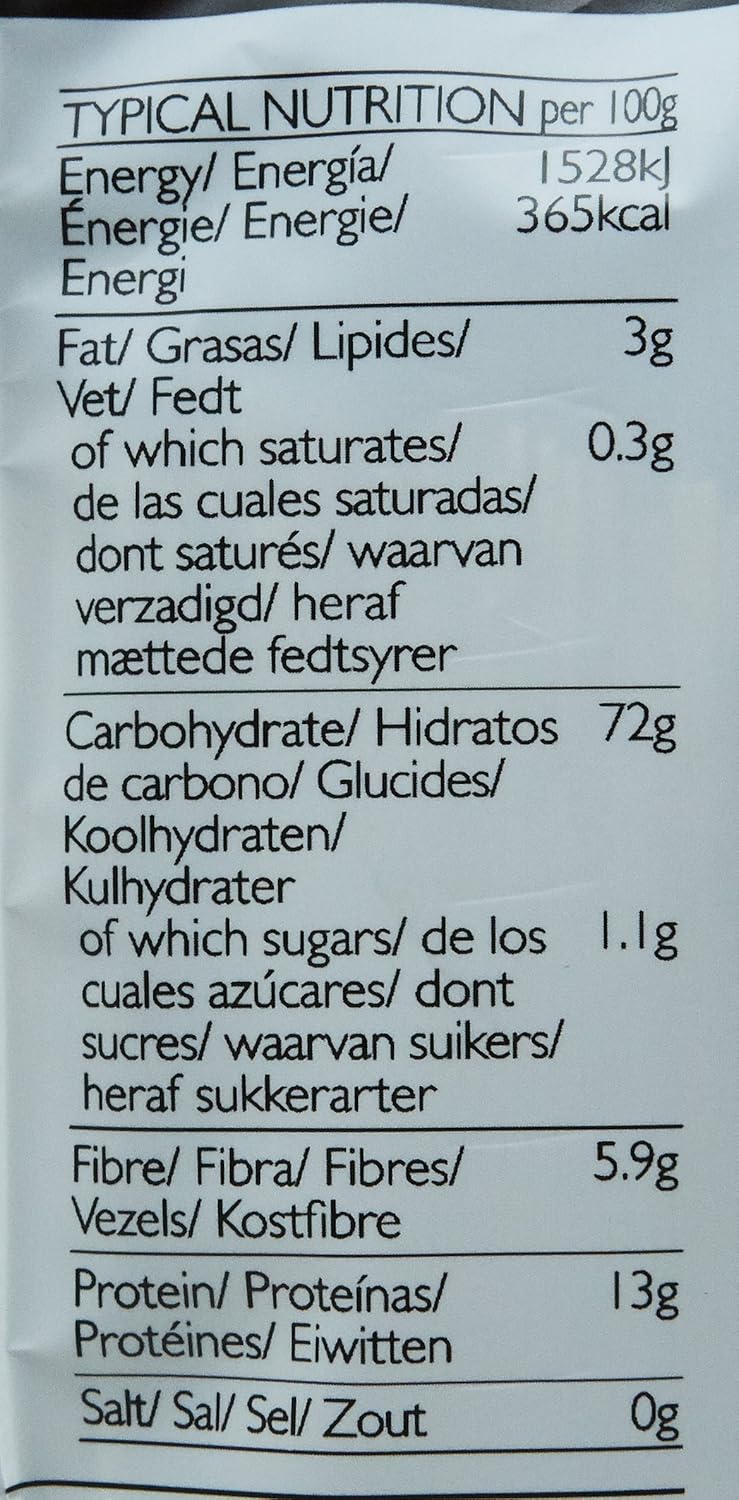 TYPICAL NUTRITION per 100g
Energy/ Energía/ 1528kJ
Énergie/ Energie/ 365kcal
Energi
Fat/ Grasas/ Lipides/ 3g
Vet/ Fedt
of which saturates/ 0.3g
de las cuales saturadas/
dont saturés/ waarvan
verzadigd/ heraf
mættede fedtsyrer
Carbohydrate/ Hidratos 72g
de carbono/ Glucides/
Koolhydraten/
Kulhydrater
of which sugars/ de los 1.1g
cuales azúcares/ dont
sucres/ waarvan suikers/
heraf sukkerarter
Fibre/ Fibra/ Fibres/ 5.9g
Vezels/ Kostfibre
Protein/ Proteínas/ 13g
Protéines/ Eiwitten
Salt/ Sal/ Sel/ Zout 0g